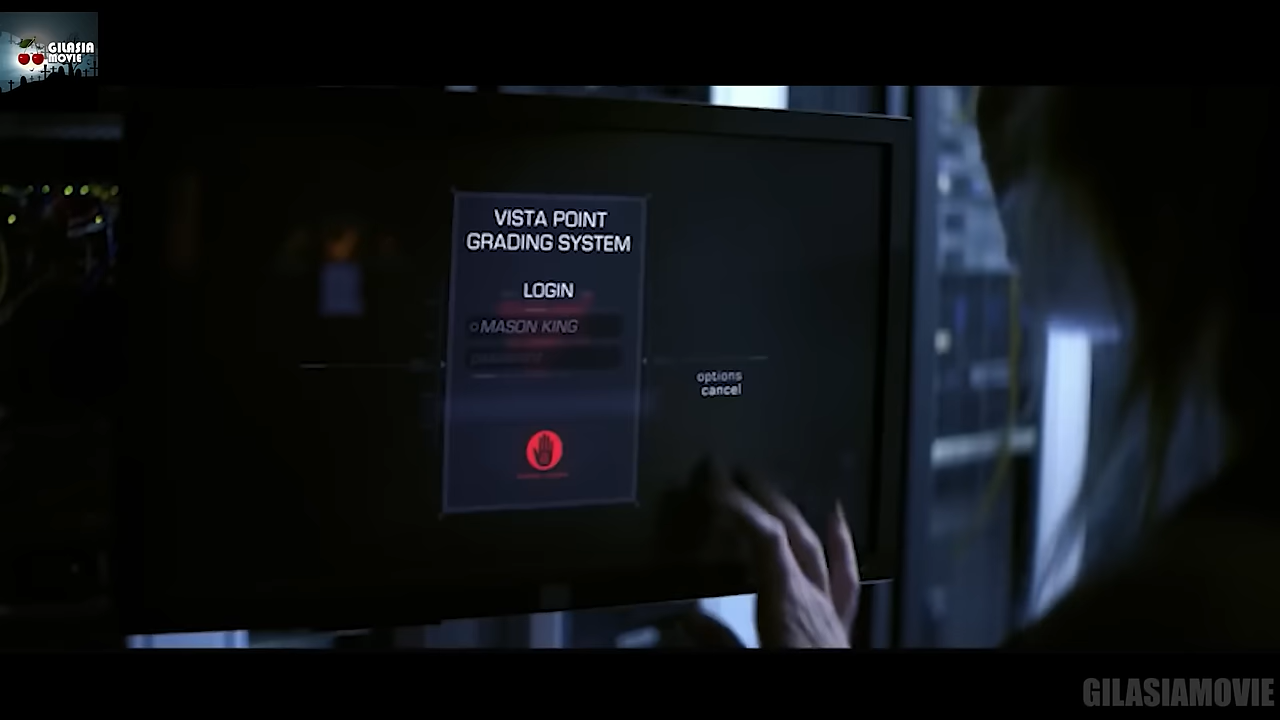 GILASIA
MOVIE
VISTA POINT
GRADING SYSTEM
LOGIN
MASON KING
options
cancel
GILASIAMOVIE